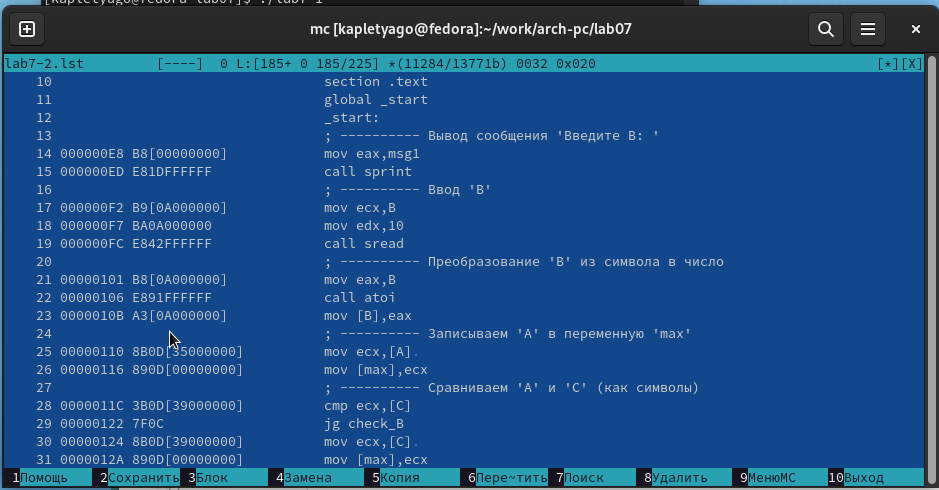 [kapletyago@fedora lab07]$ ./lab7-1
mc [kapletyago@fedora]:~/work/arch-pc/lab07
lab7-2.lst [----] 0 L:[185+ 0 185/225] *(11284/13771b) 0032 0x020 [*][X]
10 section .text
11 global _start
12 _start:
13 ; ---------- Вывод сообщения 'Введите B: '
14 000000E8 B8[00000000] mov eax,msg1
15 000000ED E81DFFFFFF call sprint
16 ; ---------- Ввод 'B'
17 000000F2 B9[0A000000] mov ecx,B
18 000000F7 BA0A000000 mov edx,10
19 000000FC E842FFFFFF call sread
20 ; ---------- Преобразование 'B' из символа в число
21 00000101 B8[0A000000] mov eax,B
22 00000106 E891FFFFFF call atoi
23 0000010B A3[0A000000] mov [B],eax
24 ; ---------- Записываем 'A' в переменную 'max'
25 00000110 8B0D[35000000] mov ecx,[A].
26 00000116 890D[00000000] mov [max],ecx
27 ; ---------- Сравниваем 'A' и 'С' (как символы)
28 0000011C 3B0D[39000000] cmp ecx,[C]
29 00000122 7F0C jg check_B
30 00000124 8B0D[39000000] mov ecx,[C].
31 0000012A 890D[00000000] mov [max],ecx
1Помощь 2Сохранить 3Блок 4Замена 5Копия 6Пере~тить 7Поиск 8Удалить 9МенюMC 10Выход